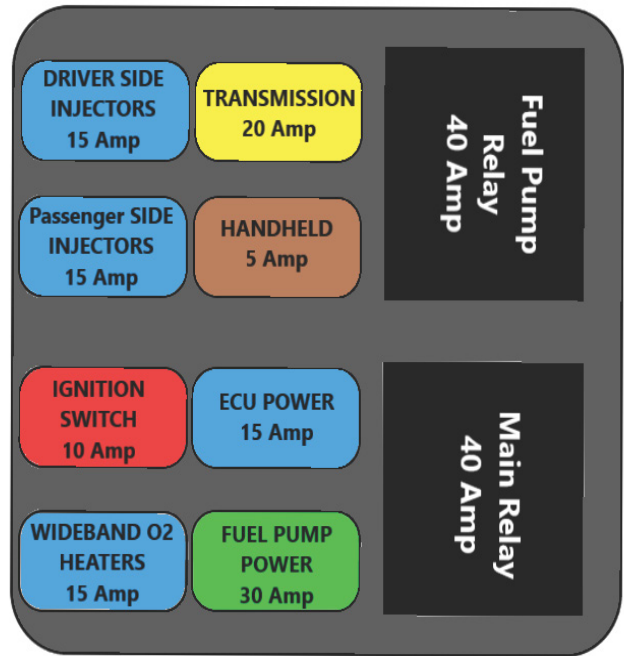 DRIVER SIDE
INJECTORS
15 Amp
TRANSMISSION
20 Amp
Fuel Pump
Relay
40 Amp
Passenger SIDE
INJECTORS
15 Amp
HANDHELD
5 Amp
IGNITION
SWITCH
10 Amp
ECU POWER
15 Amp
Main Relay
40 Amp
WIDEBAND O2
HEATERS
15 Amp
FUEL PUMP
POWER
30 Amp